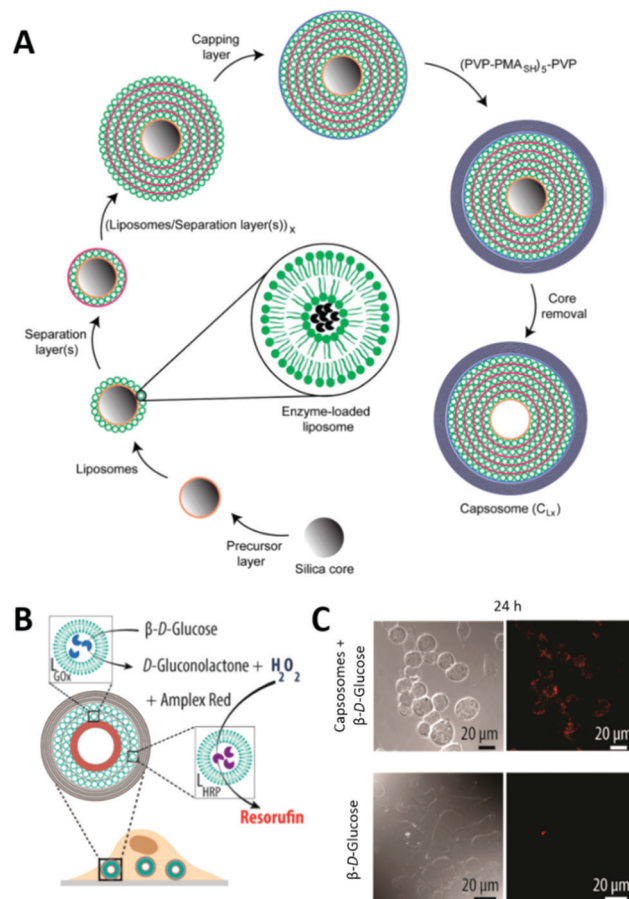 A
Capping
layer
(PVP-PMA_SH)_5-PVP
(Liposomes/Separation layer(s))_x
Separation
layer(s)
Core
removal
Enzyme-loaded
liposome
Liposomes
Capsosome (C_Lx)
Precursor
layer
Silica core
B
β-D-Glucose
D-Gluconolactone + H_2O_2
L_GOx
+ Amplex Red
L_HRP
Resorufin
C
24 h
Capsosomes +
β-D-Glucose
20 μm
20 μm
β-D-Glucose
20 μm
20 μm